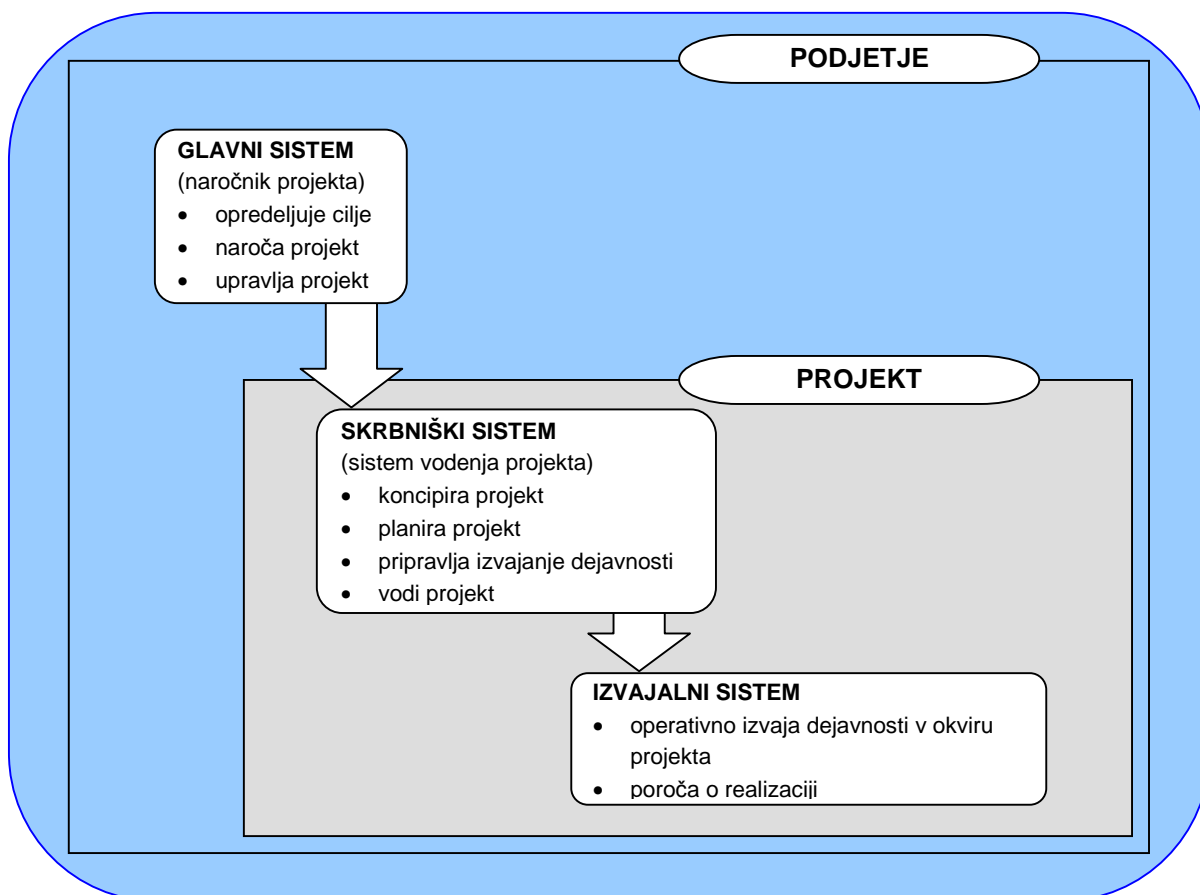 PODJETJE
GLAVNI SISTEM
(naročnik projekta)
• opredeljuje cilje
• naroča projekt
• upravlja projekt
PROJEKT
SKRBNIŠKI SISTEM
(sistem vodenja projekta)
• koncipira projekt
• planira projekt
• pripravlja izvajanje dejavnosti
• vodi projekt
IZVAJALNI SISTEM
• operativno izvaja dejavnosti v okviru
projekta
• poroča o realizaciji